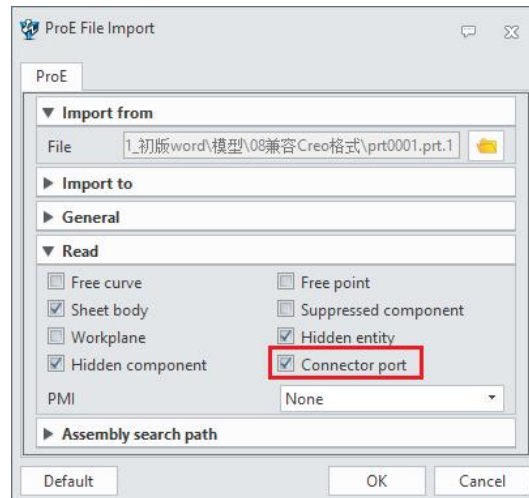 ProE File Import
ProE
Import from
File 1_初版word\模型\08兼容Creo格式\prt0001.prt.1
Import to
General
Read
Free curve Free point
Sheet body Suppressed component
Workplane Hidden entity
Hidden component Connector port
PMI None
Assembly search path
Default OK Cancel